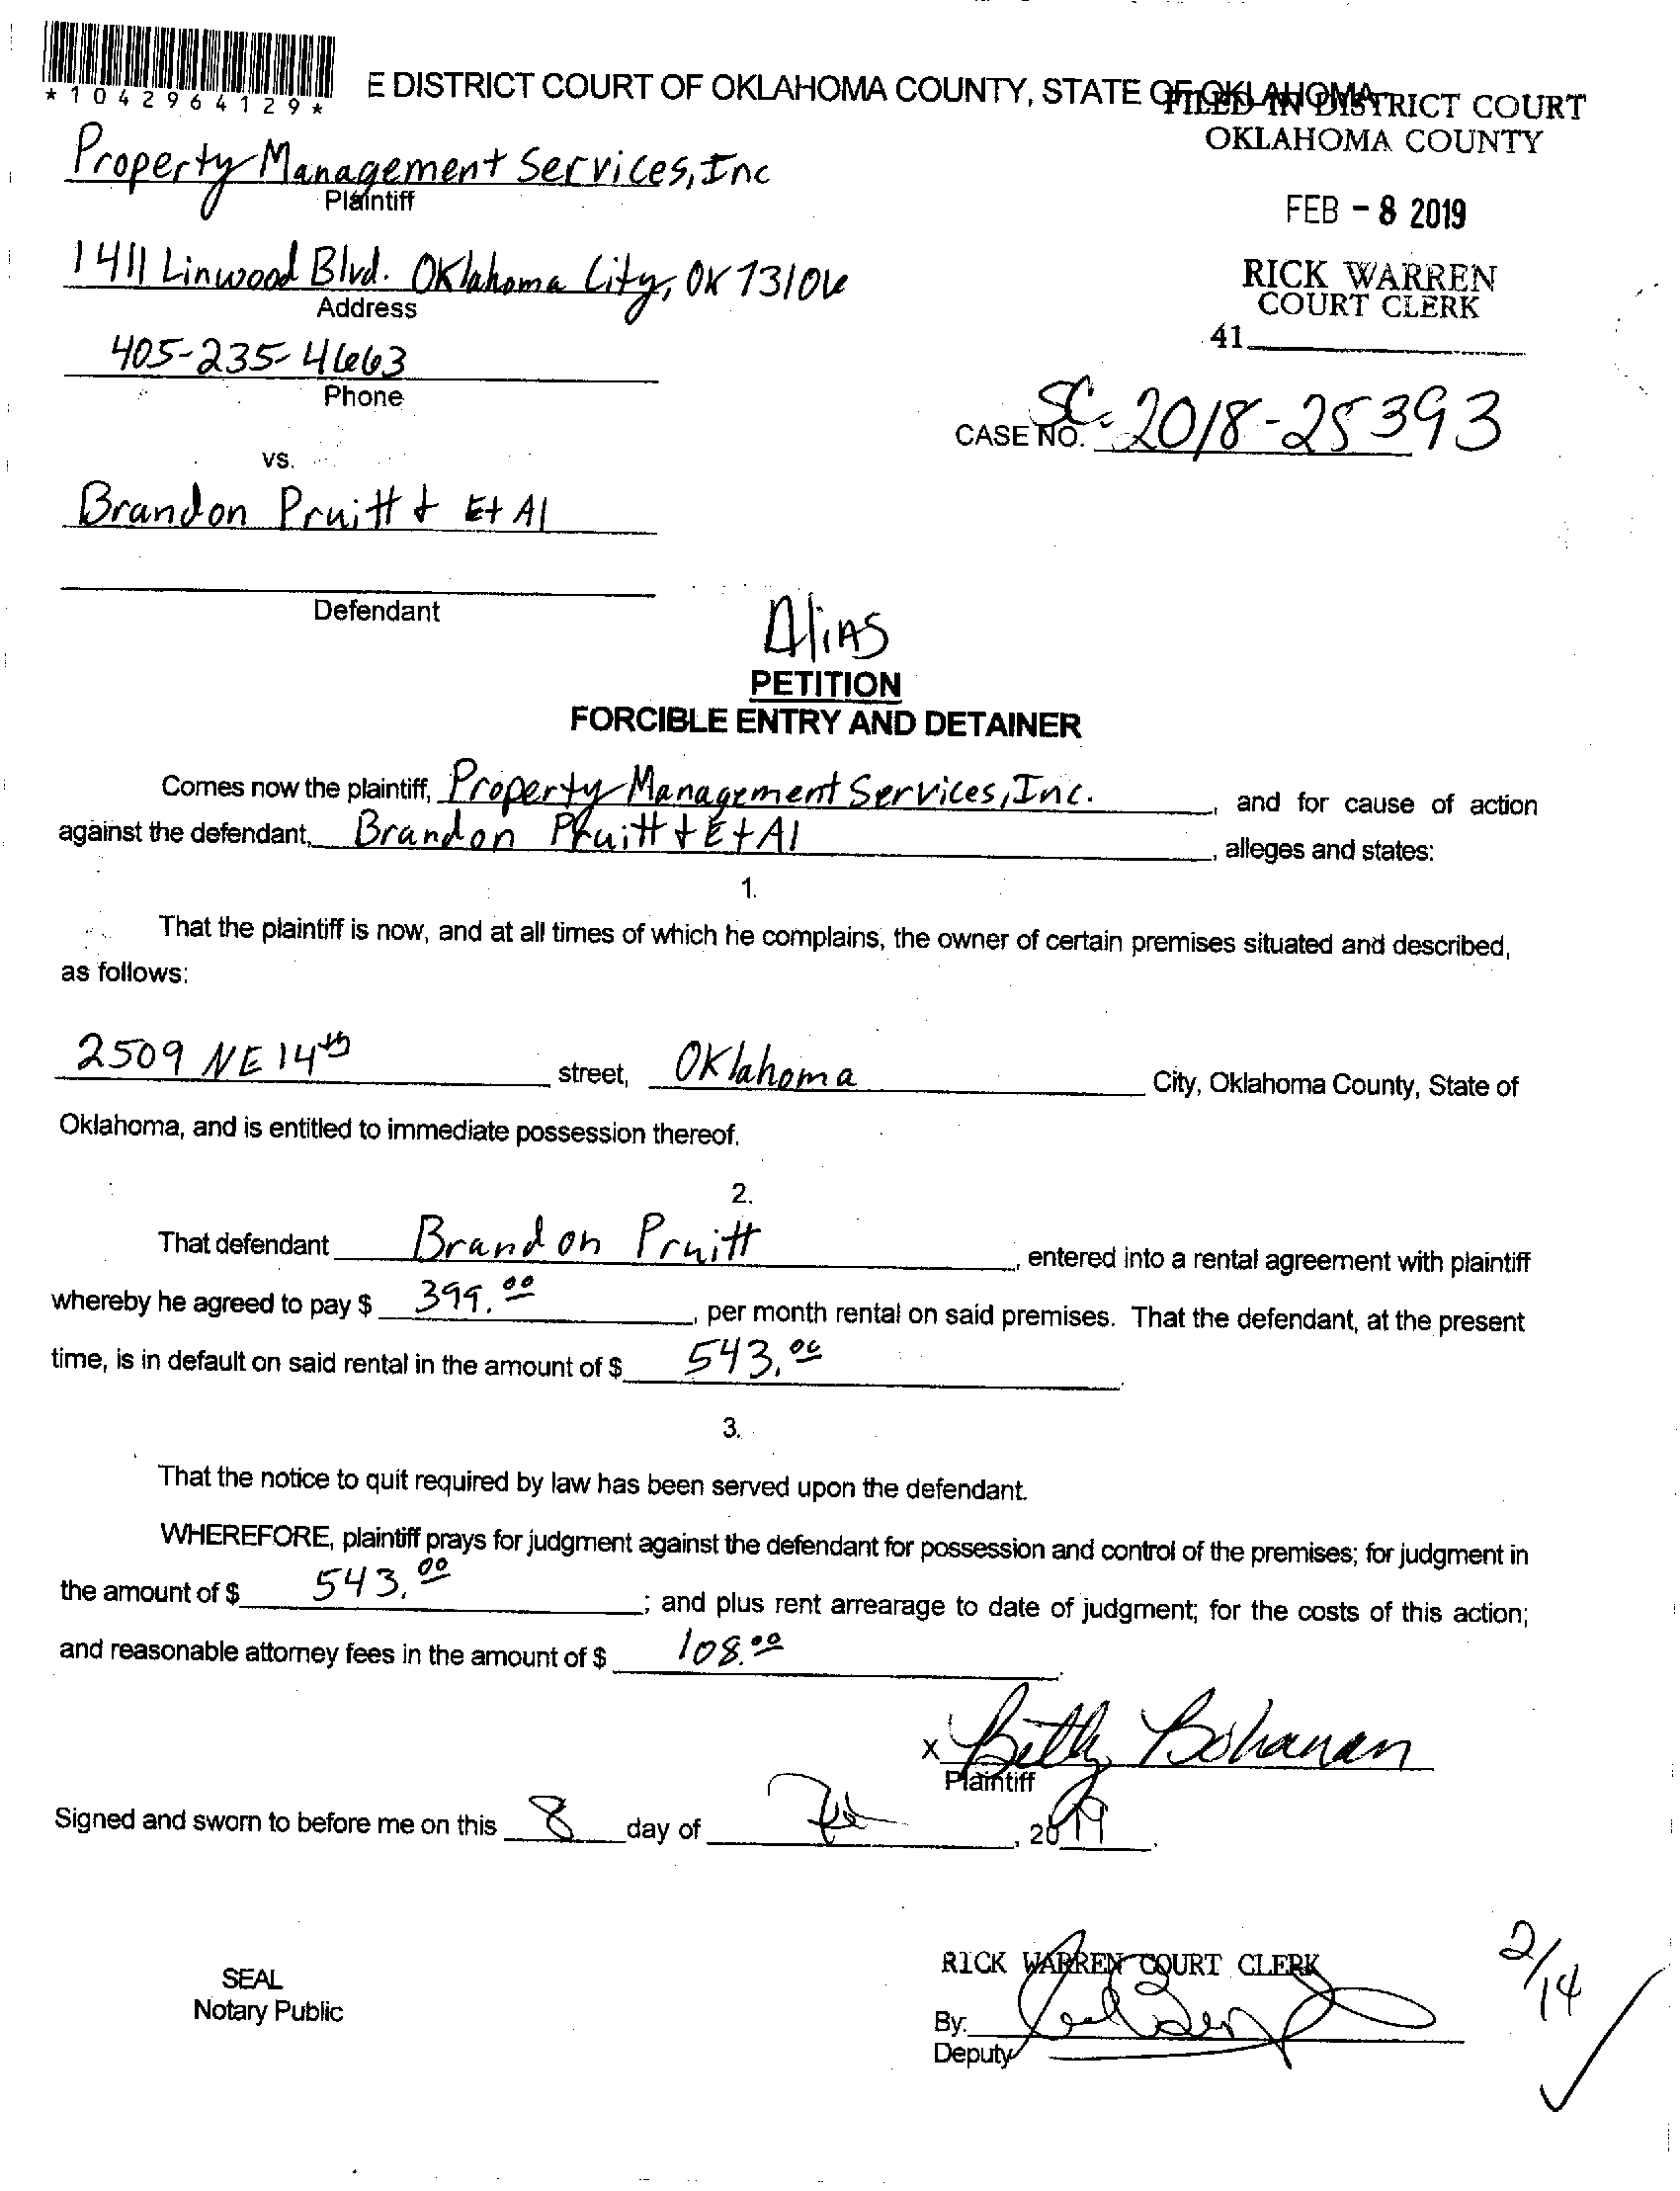 *1042964129*
E DISTRICT COURT OF OKLAHOMA COUNTY, STATE OF OKLAHOMA
FILED IN DISTRICT COURT
OKLAHOMA COUNTY
Property Management Services, Inc
Plaintiff
FEB - 8 2019
1411 Linwood Blvd. Oklahoma City, OK 73106
Address
RICK WARREN
COURT CLERK
41
405-235-4663
Phone
CASE NO. SC-2018-25393
vs.
Brandon Pruitt + Et Al
Defendant
Alias
PETITION
FORCIBLE ENTRY AND DETAINER
Comes now the plaintiff, Property Management Services, Inc. , and for cause of action
against the defendant, Brandon Pruitt + Et Al , alleges and states:
1.
That the plaintiff is now, and at all times of which he complains, the owner of certain premises situated and described,
as follows:
2509 NE 14th street, Oklahoma City, Oklahoma County, State of
Oklahoma, and is entitled to immediate possession thereof.
2.
That defendant Brandon Pruitt , entered into a rental agreement with plaintiff
whereby he agreed to pay $ 399.00 , per month rental on said premises. That the defendant, at the present
time, is in default on said rental in the amount of $ 543.00 .
3.
That the notice to quit required by law has been served upon the defendant.
WHEREFORE, plaintiff prays for judgment against the defendant for possession and control of the premises; for judgment in
the amount of $ 543.00 ; and plus rent arrearage to date of judgment; for the costs of this action;
and reasonable attorney fees in the amount of $ 108.00 .
x Betty Bohanan
Plaintiff
Signed and sworn to before me on this 8 day of Feb , 2019 .
RICK WARREN COURT CLERK
2/14
SEAL
Notary Public
By:
Deputy